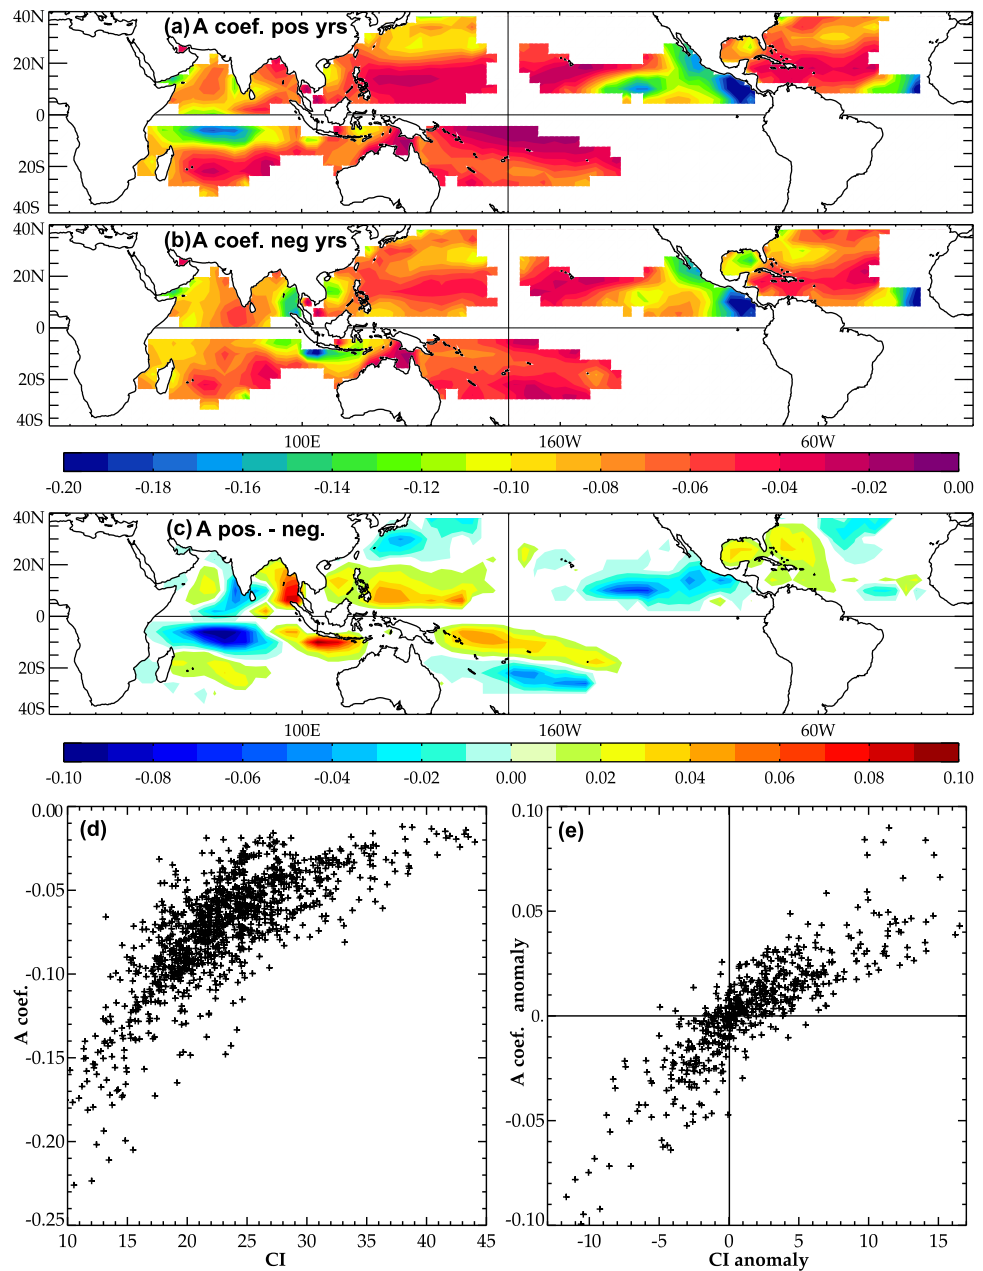 (a) A coef. pos yrs
40N
20N
0
20S
40S
(b) A coef. neg yrs
40N
20N
0
20S
40S
100E 160W 60W
-0.20 -0.18 -0.16 -0.14 -0.12 -0.10 -0.08 -0.06 -0.04 -0.02 0.00
(c) A pos. - neg.
40N
20N
0
20S
40S
100E 160W 60W
-0.10 -0.08 -0.06 -0.04 -0.02 0.00 0.02 0.04 0.06 0.08 0.10
(d)
0.00
-0.05
-0.10
-0.15
-0.20
-0.25
A coef.
10 15 20 25 30 35 40 45
CI
(e)
0.10
0.05
0
-0.05
-0.10
A coef. anomaly
-10 -5 0 5 10 15
CI anomaly